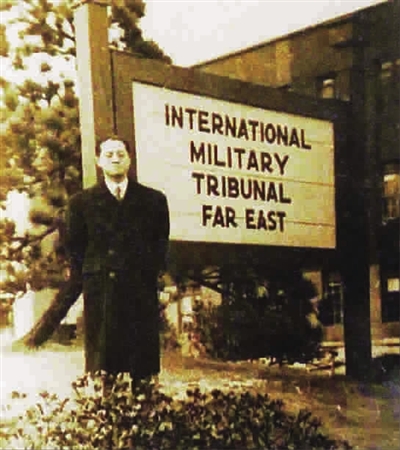 INTERNATIONAL
MILITARY
TRIBUNAL
FAR EAST